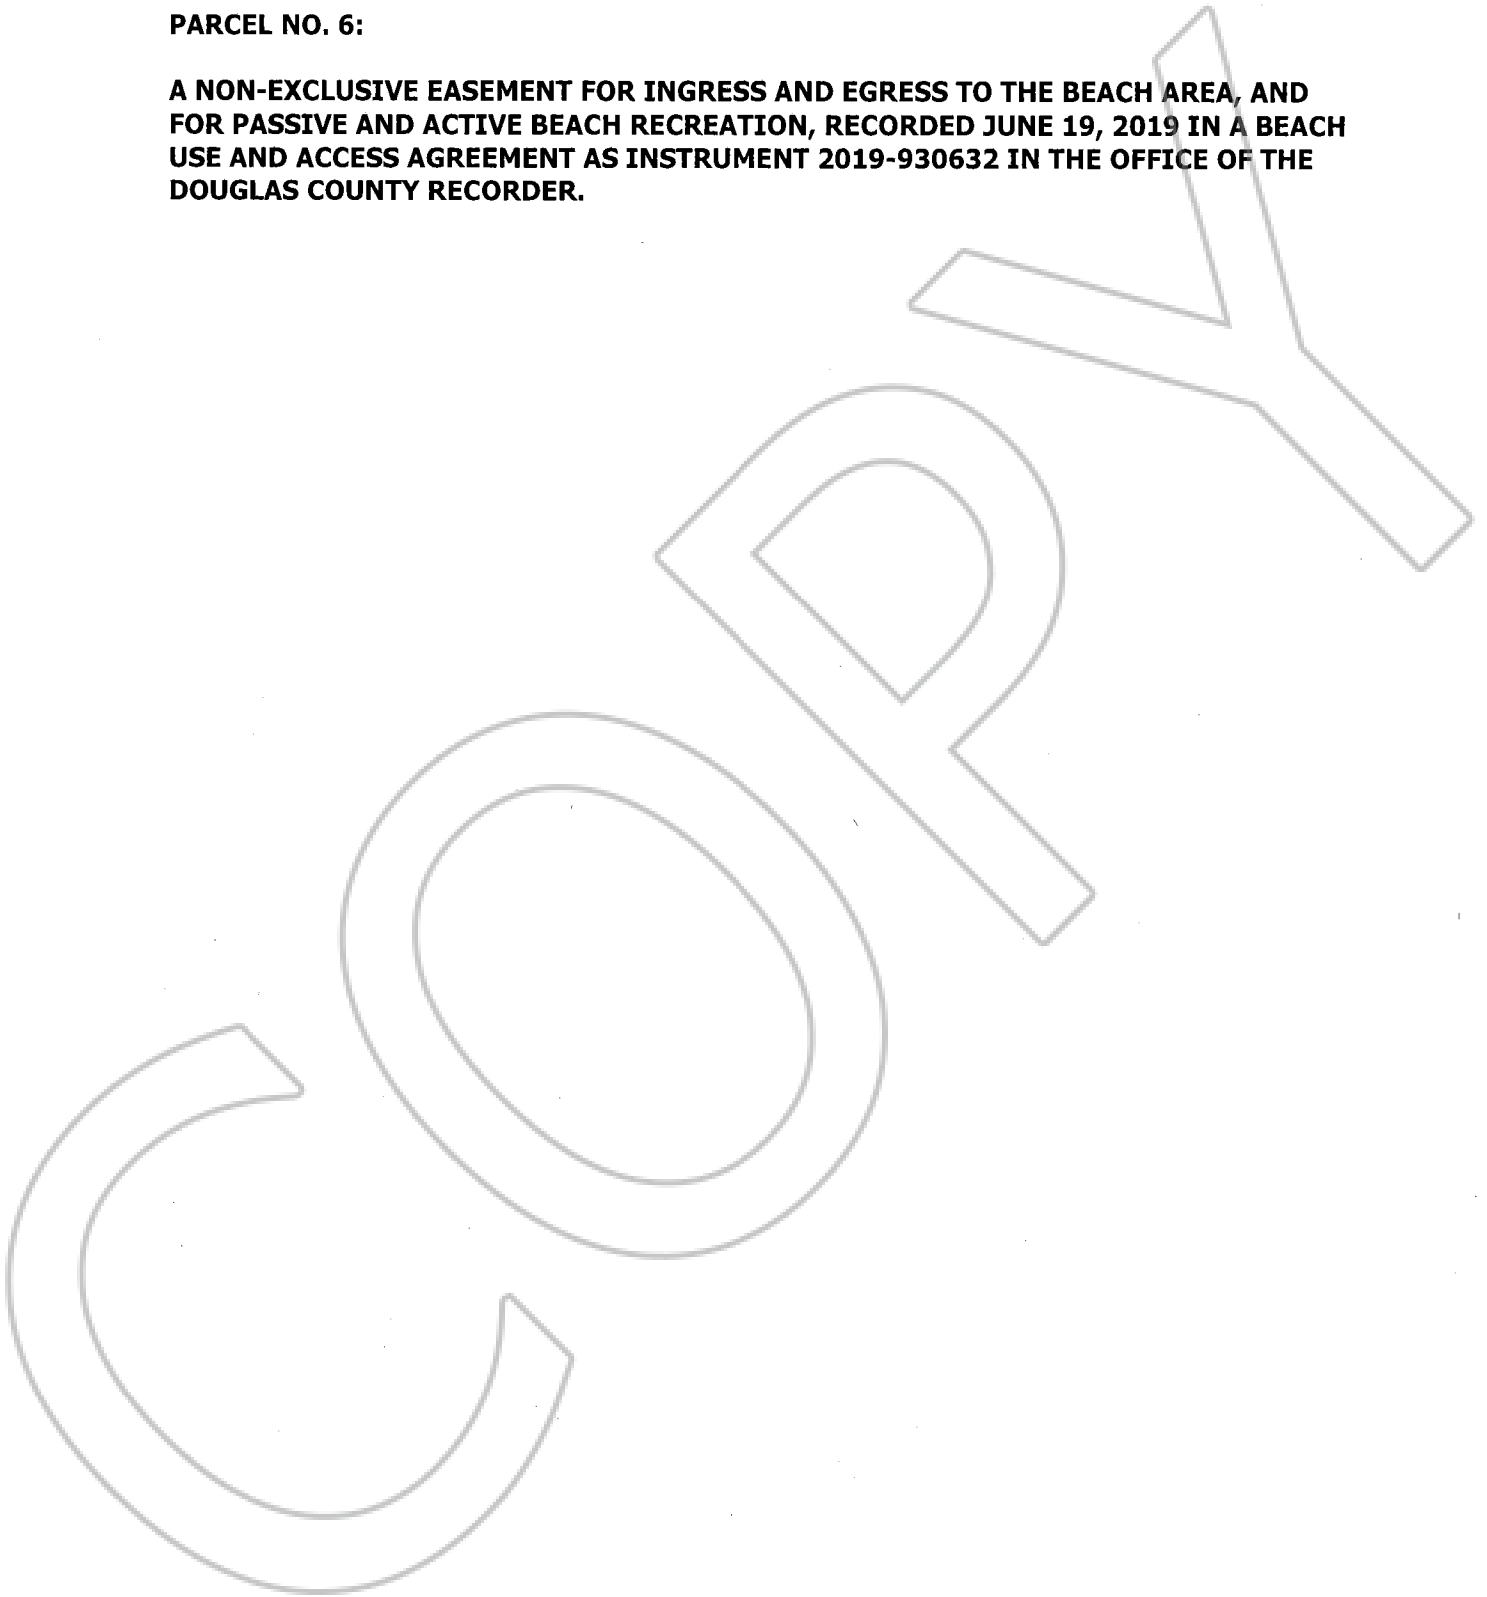 PARCEL NO. 6:
A NON-EXCLUSIVE EASEMENT FOR INGRESS AND EGRESS TO THE BEACH AREA, AND
FOR PASSIVE AND ACTIVE BEACH RECREATION, RECORDED JUNE 19, 2019 IN A BEACH
USE AND ACCESS AGREEMENT AS INSTRUMENT 2019-930632 IN THE OFFICE OF THE
DOUGLAS COUNTY RECORDER.
COPY